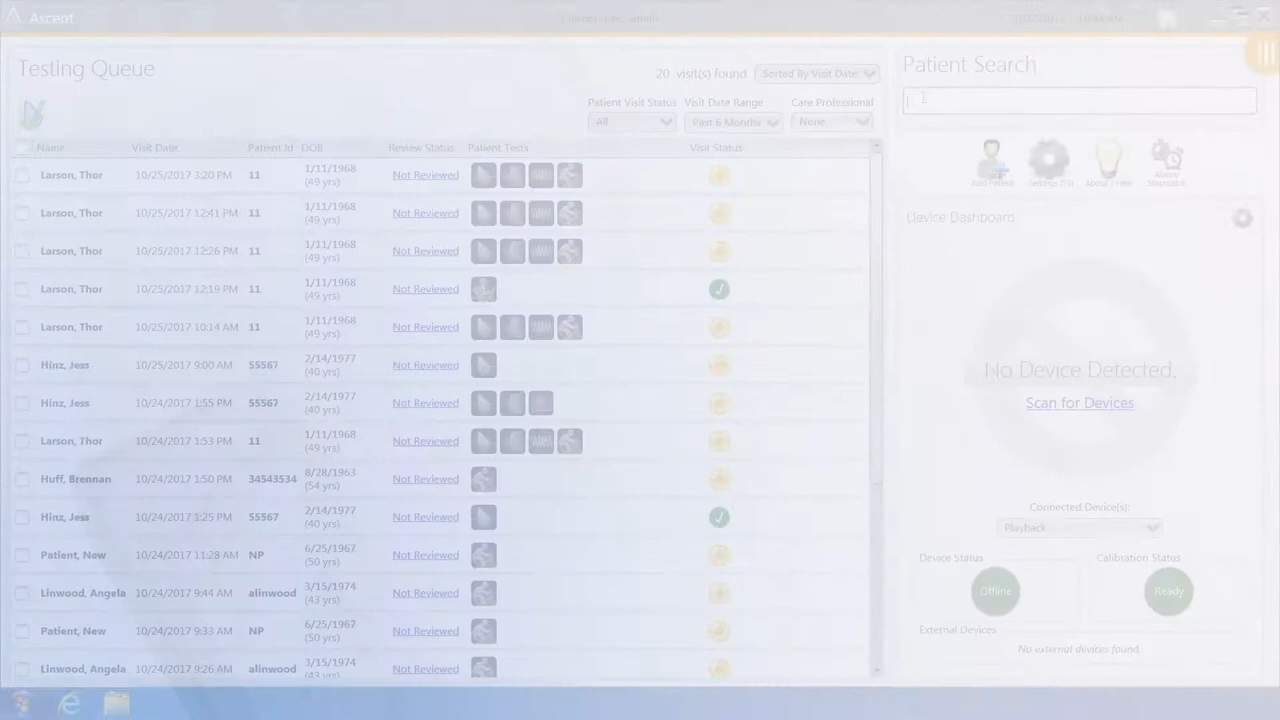 Ascent
Testing Queue
20 visit(s) found
Sorted By Visit Date
Patient Visit Status
Visit Date Range
Care Professional
All
Past 6 Months
None
Name Visit Date Patient Id DOB Review Status Patient Tests Visit Status
Larson, Thor 10/25/2017 3:20 PM 11 1/11/1968 (49 yrs) Not Reviewed
Larson, Thor 10/25/2017 12:41 PM 11 1/11/1968 (49 yrs) Not Reviewed
Larson, Thor 10/25/2017 12:26 PM 11 1/11/1968 (49 yrs) Not Reviewed
Larson, Thor 10/25/2017 12:19 PM 11 1/11/1968 (49 yrs) Not Reviewed
Larson, Thor 10/25/2017 10:14 AM 11 1/11/1968 (49 yrs) Not Reviewed
Hinz, Jess 10/25/2017 9:00 AM 55567 2/14/1977 (40 yrs) Not Reviewed
Hinz, Jess 10/24/2017 1:55 PM 55567 2/14/1977 (40 yrs) Not Reviewed
Larson, Thor 10/24/2017 1:53 PM 11 1/11/1968 (49 yrs) Not Reviewed
Huff, Brennan 10/24/2017 1:50 PM 34543534 8/28/1963 (54 yrs) Not Reviewed
Hinz, Jess 10/24/2017 1:25 PM 55567 2/14/1977 (40 yrs) Not Reviewed
Patient, New 10/24/2017 11:28 AM NP 6/25/1967 (50 yrs) Not Reviewed
Linwood, Angela 10/24/2017 9:44 AM alinwood 3/15/1974 (43 yrs) Not Reviewed
Patient, New 10/24/2017 9:33 AM NP 6/25/1967 (50 yrs) Not Reviewed
Linwood, Angela 10/24/2017 9:26 AM alinwood 3/15/1974 (43 yrs) Not Reviewed
Patient Search
Add Patient
Settings (F5)
About / Help
Device Dashboard
No Device Detected.
Scan for Devices
Connected Device(s):
Playback
Device Status
Calibration Status
Offline
Ready
External Devices
No external devices found.